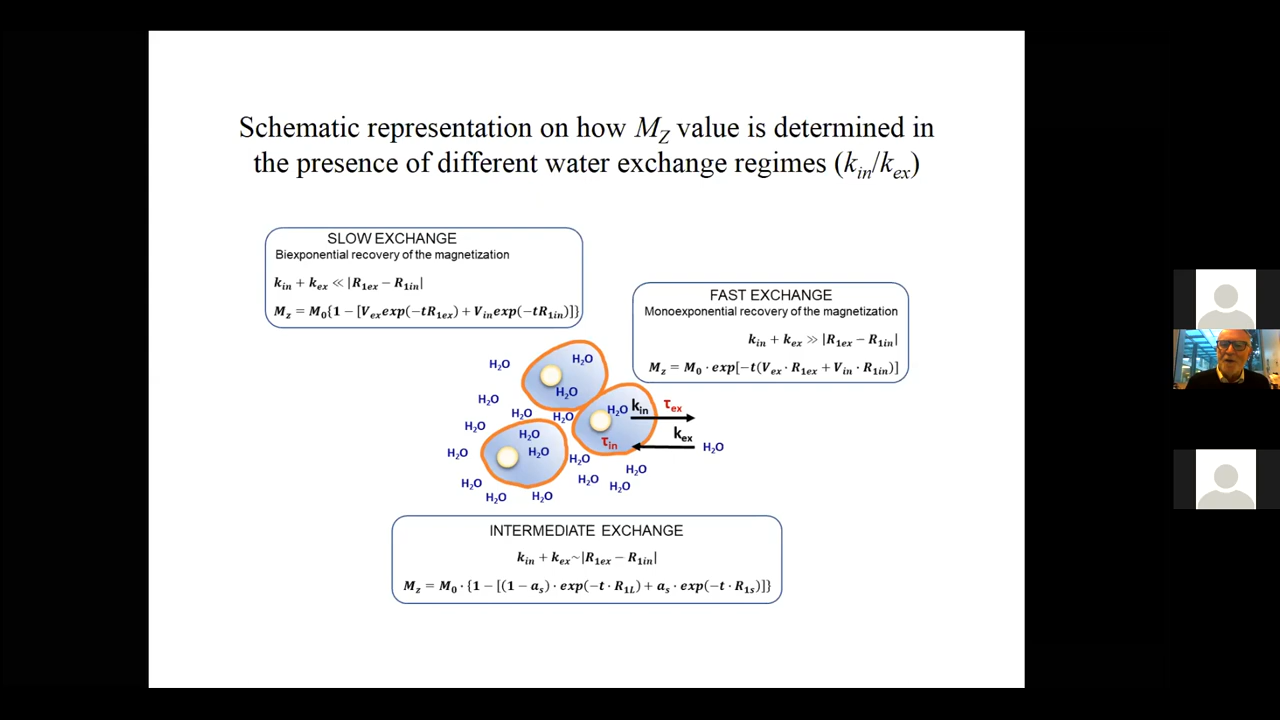 Schematic representation on how M_Z value is determined in
the presence of different water exchange regimes (k_in/k_ex)
SLOW EXCHANGE
Biexponential recovery of the magnetization
k_in + k_ex ≪ |R_1ex − R_1in|
M_z = M_0{1 − [V_ex exp(−tR_1ex) + V_in exp(−tR_1in)]}
FAST EXCHANGE
Monoexponential recovery of the magnetization
k_in + k_ex ≫ |R_1ex − R_1in|
M_z = M_0 · exp[−t(V_ex · R_1ex + V_in · R_1in)]
H₂O
H₂O
H₂O
H₂O
H₂O
H₂O
H₂O
H₂O k_in τ_ex
H₂O
H₂O
τ_in
k_ex
H₂O
H₂O
H₂O
H₂O
H₂O
H₂O
H₂O
H₂O
H₂O
H₂O
INTERMEDIATE EXCHANGE
k_in + k_ex~|R_1ex − R_1in|
M_z = M_0 · {1 − [(1 − a_s) · exp(−t · R_1L) + a_s · exp(−t · R_1s)]}